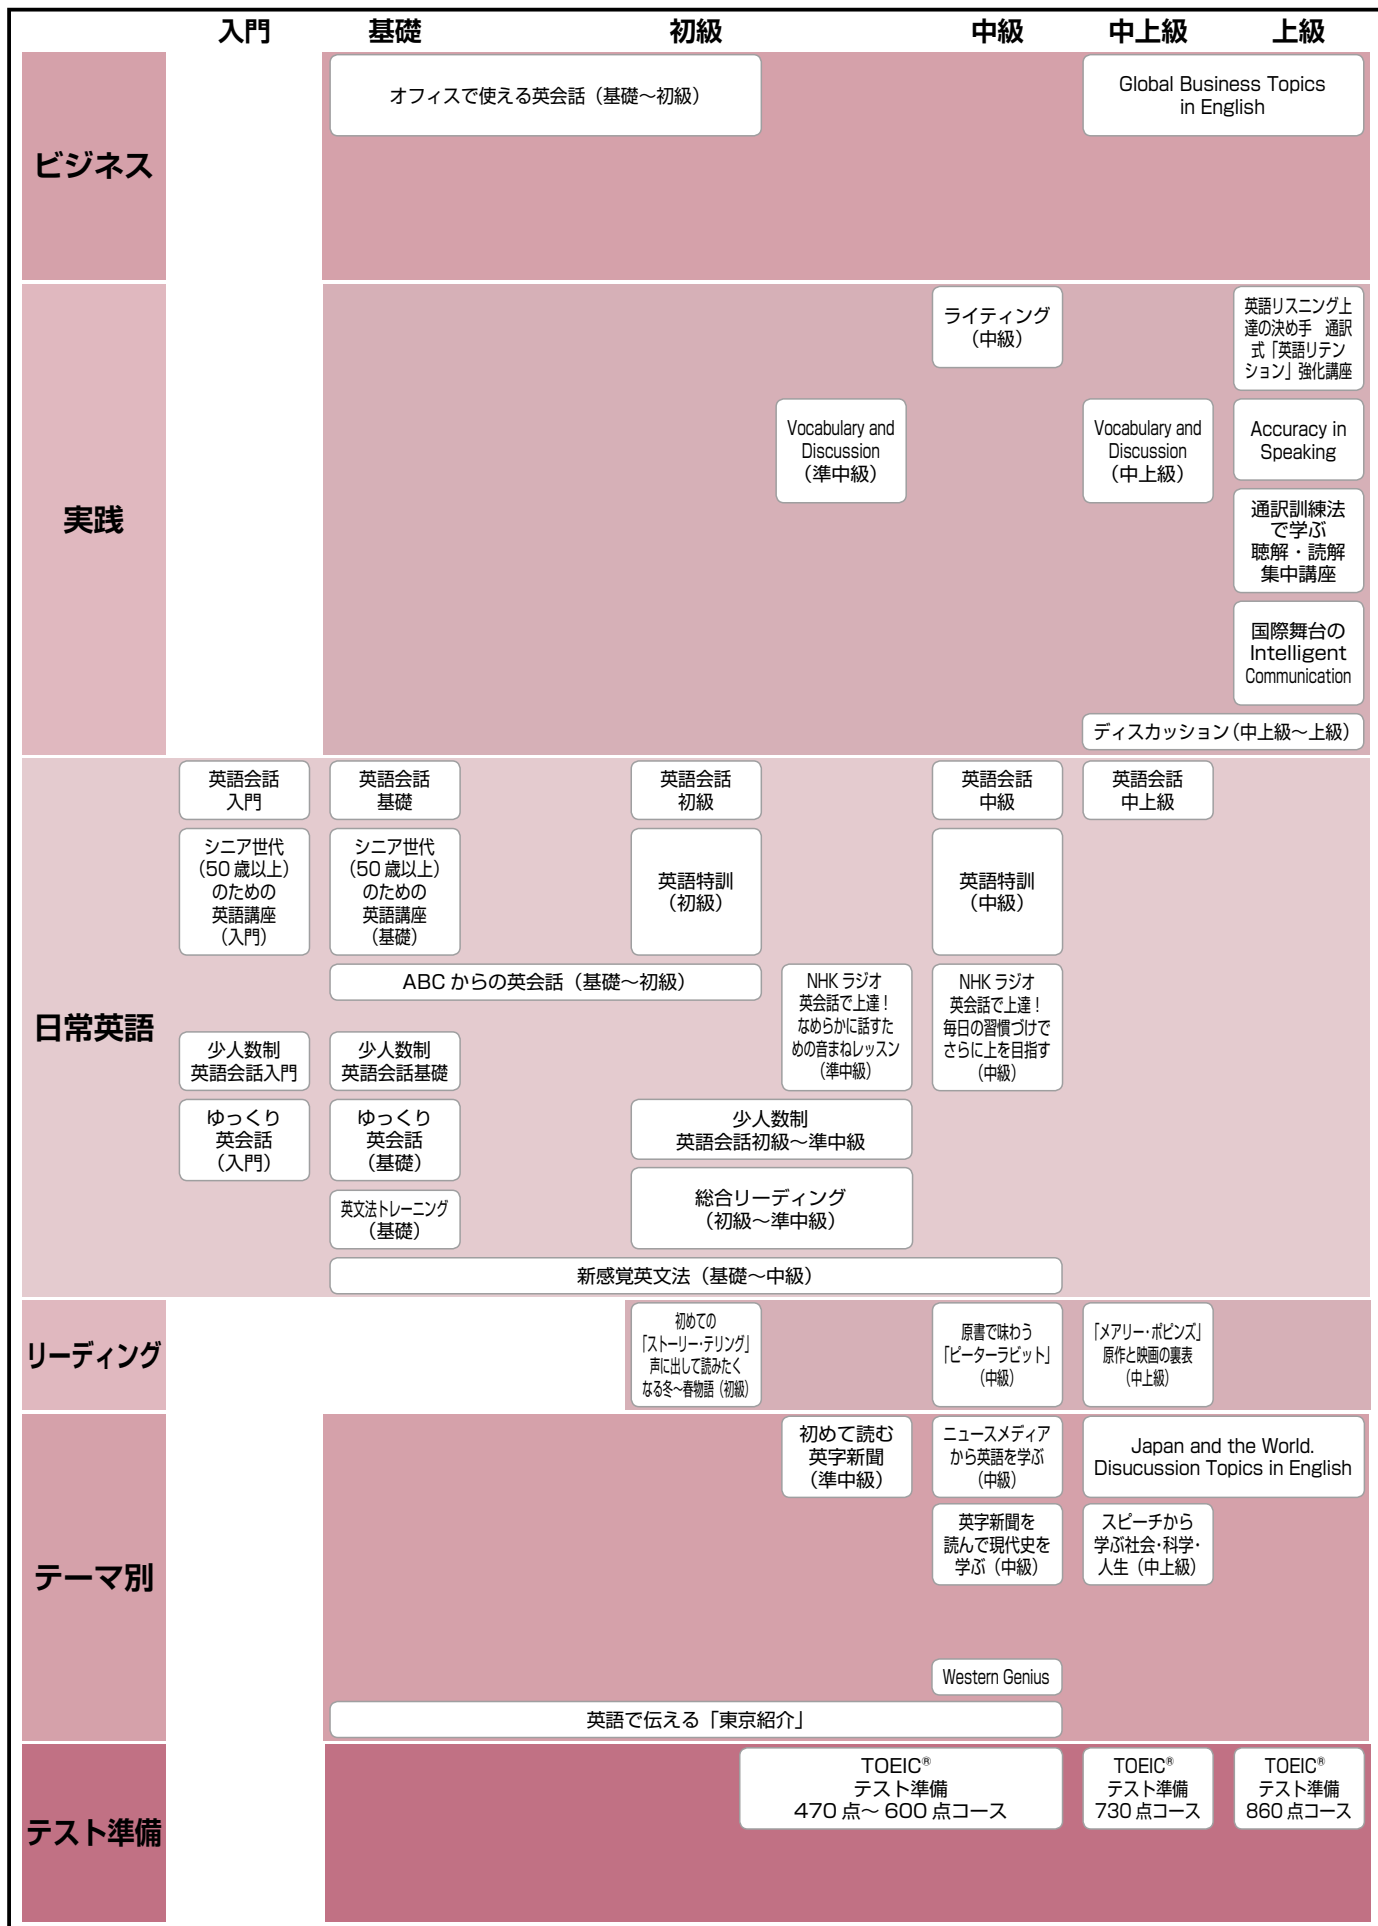 入門 基礎 初級 中級 中上級 上級
ビジネス
オフィスで使える英会話（基礎～初級）
Global Business Topics
in English
実践
ライティング
（中級）
英語リスニング上
達の決め手　通訳
式「英語リテン
ション」強化講座
Vocabulary and
Discussion
（準中級）
Vocabulary and
Discussion
（中上級）
Accuracy in
Speaking
通訳訓練法
で学ぶ
聴解・読解
集中講座
国際舞台の
Intelligent
Communication
ディスカッション（中上級～上級）
日常英語
英語会話
入門
英語会話
基礎
英語会話
初級
英語会話
中級
英語会話
中上級
シニア世代
（50 歳以上）
のための
英語講座
（入門）
シニア世代
（50 歳以上）
のための
英語講座
（基礎）
英語特訓
（初級）
英語特訓
（中級）
ABC からの英会話（基礎～初級）
NHK ラジオ
英会話で上達！
なめらかに話すた
めの音まねレッスン
（準中級）
NHK ラジオ
英会話で上達！
毎日の習慣づけで
さらに上を目指す
（中級）
少人数制
英語会話入門
少人数制
英語会話基礎
ゆっくり
英会話
（入門）
ゆっくり
英会話
（基礎）
少人数制
英語会話初級～準中級
英文法トレーニング
（基礎）
総合リーディング
（初級～準中級）
新感覚英文法（基礎～中級）
リーディング
初めての
「ストーリー・テリング」
声に出して読みたく
なる冬～春物語（初級）
原書で味わう
「ピーターラビット」
（中級）
「メアリー・ポピンズ」
原作と映画の裏表
（中上級）
テーマ別
初めて読む
英字新聞
（準中級）
ニュースメディア
から英語を学ぶ
（中級）
Japan and the World.
Disucussion Topics in English
英字新聞を
読んで現代史を
学ぶ（中級）
スピーチから
学ぶ社会・科学・
人生（中上級）
Western Genius
英語で伝える「東京紹介」
テスト準備
TOEIC®
テスト準備
470 点～ 600 点コース
TOEIC®
テスト準備
730 点コース
TOEIC®
テスト準備
860 点コース